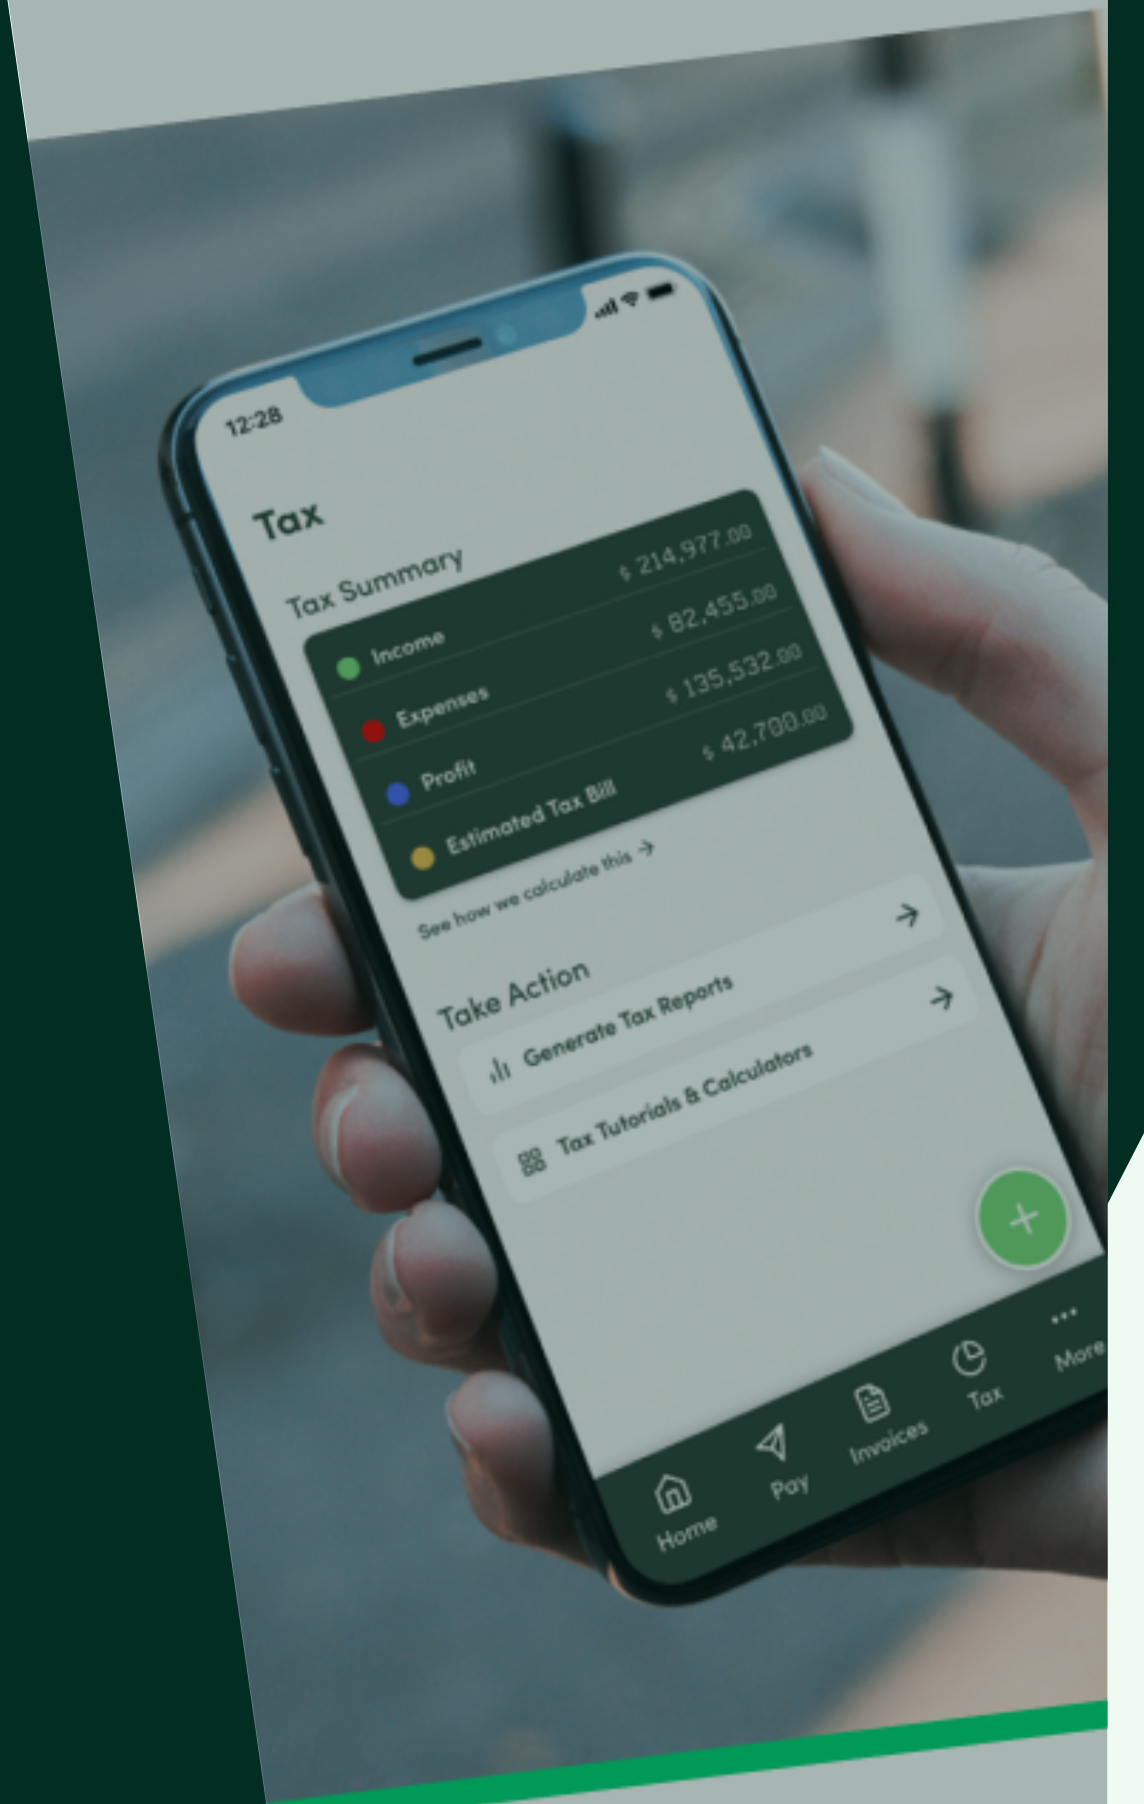 12:28
Tax
Tax Summary
Income $ 214,977.00
Expenses $ 82,455.00
Profit $ 135,532.00
Estimated Tax Bill $ 42,700.00
See how we calculate this →
Take Action
Generate Tax Reports →
Tax Tutorials & Calculators →
Home
Pay
Invoices
Tax
More